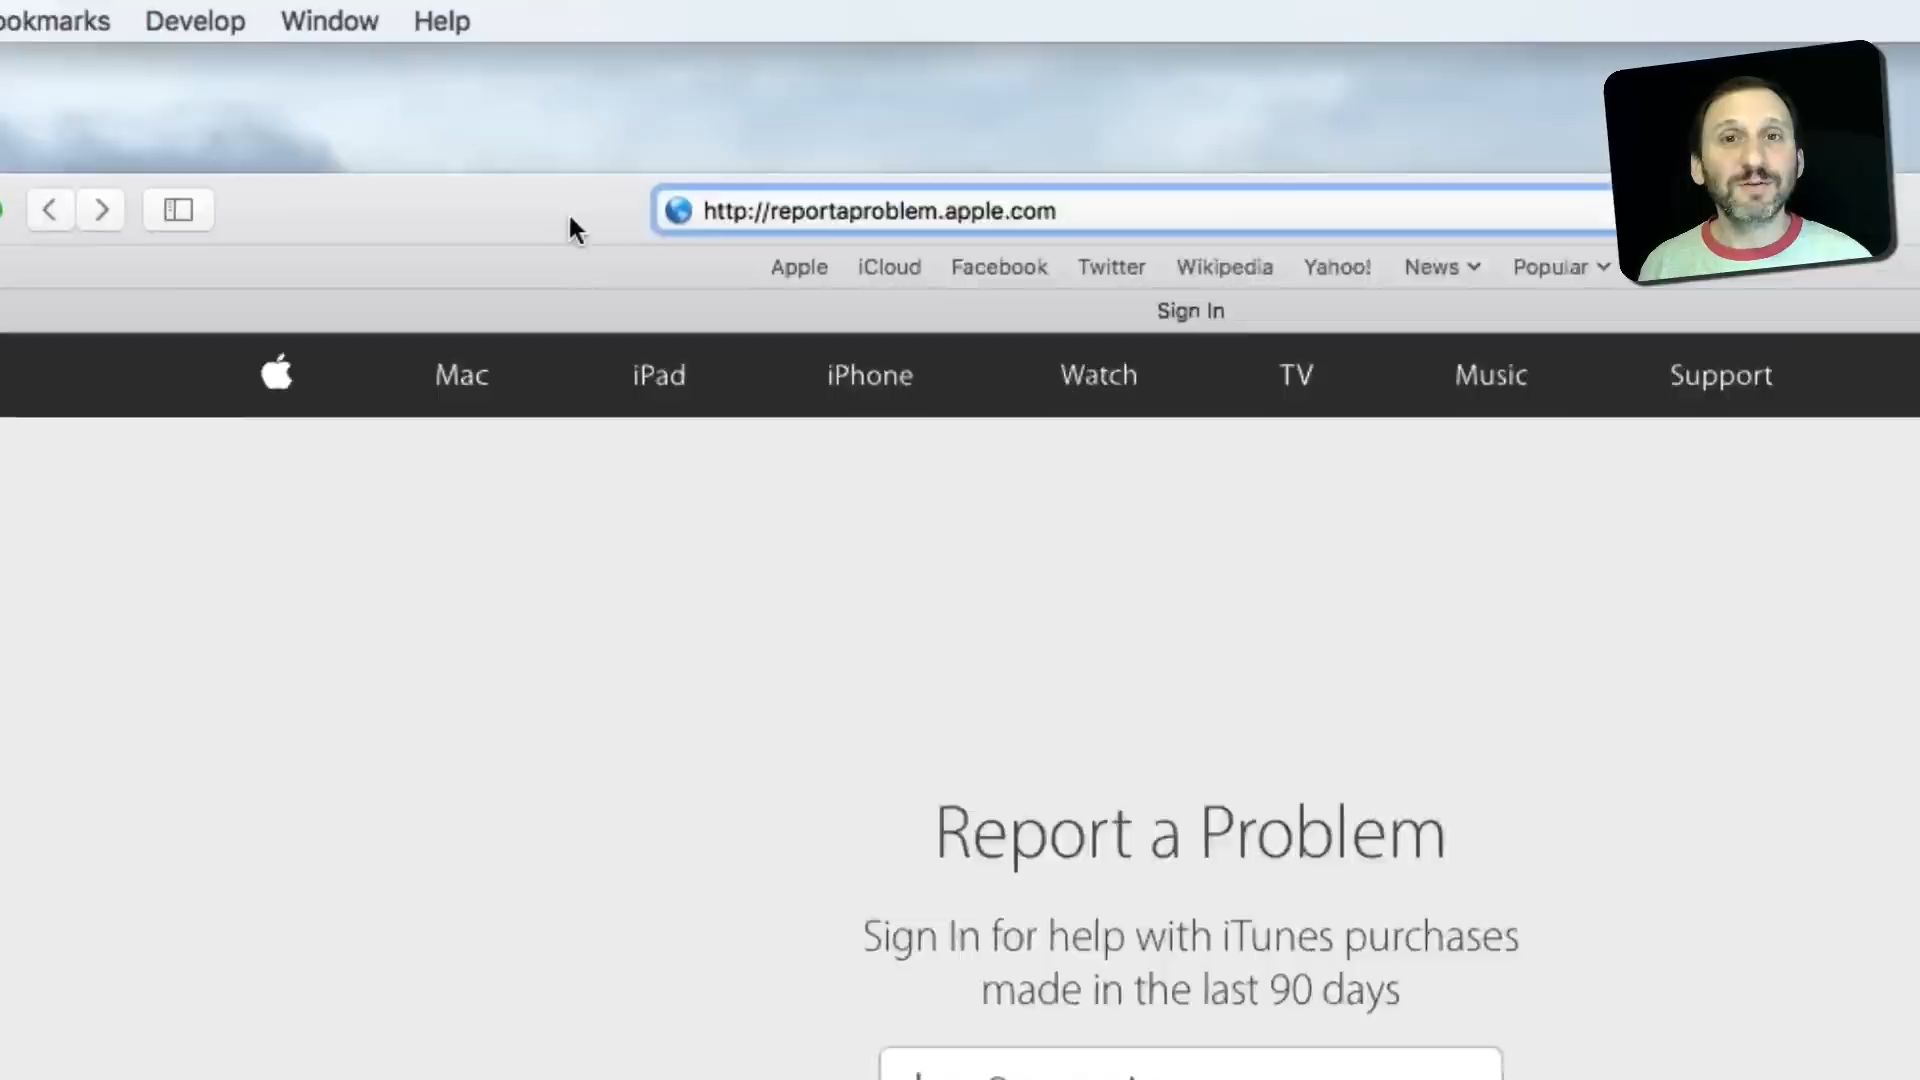 Develop Window Help
http://reportaproblem.apple.com
Apple iCloud Facebook Twitter Wikipedia Yahoo! News Popular
Sign In
Mac iPad iPhone Watch TV Music Support
Report a Problem
Sign In for help with iTunes purchases
made in the last 90 days